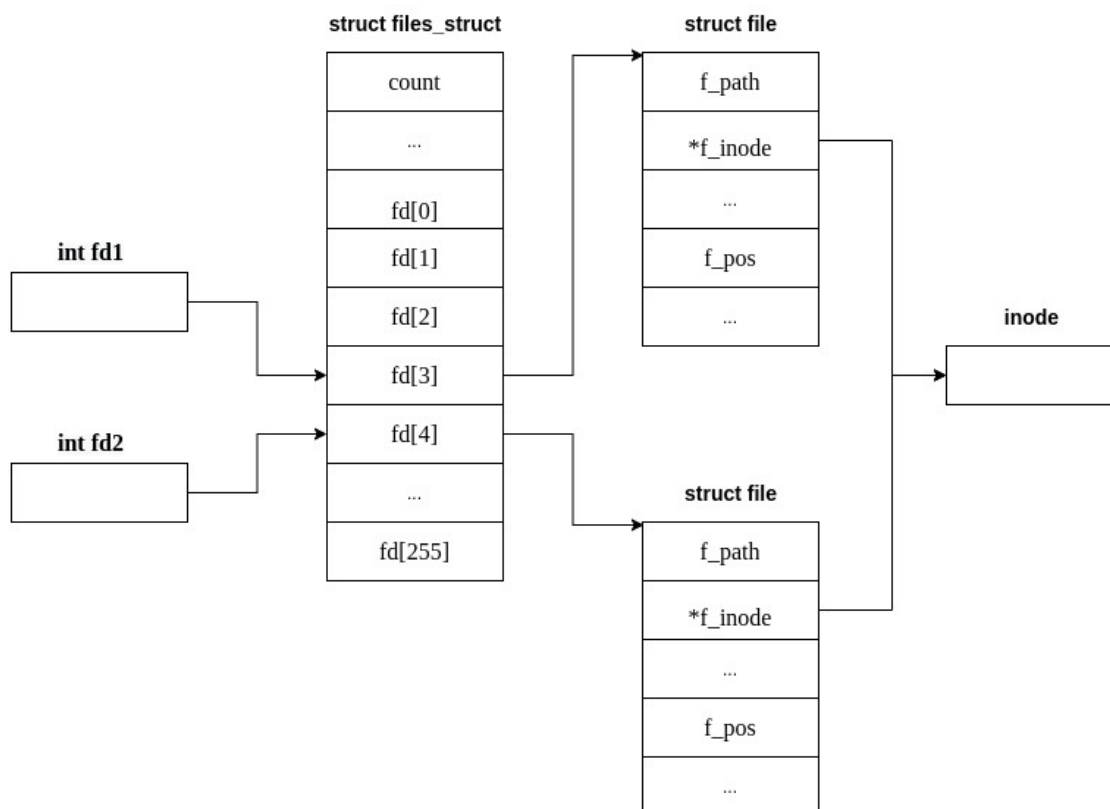 struct files_struct
count
...
fd[0]
fd[1]
fd[2]
fd[3]
fd[4]
...
fd[255]
int fd1
int fd2
struct file
f_path
*f_inode
...
f_pos
...
struct file
f_path
*f_inode
...
f_pos
...
inode